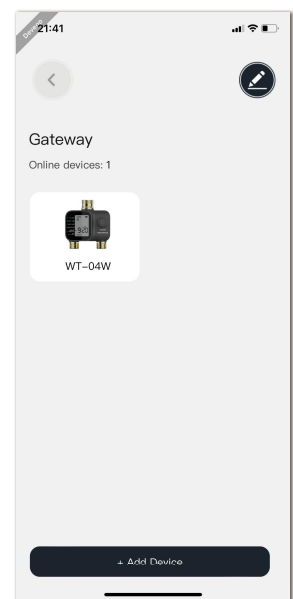 21:41
Gateway
Online devices: 1
WT-04W
+ Add Device